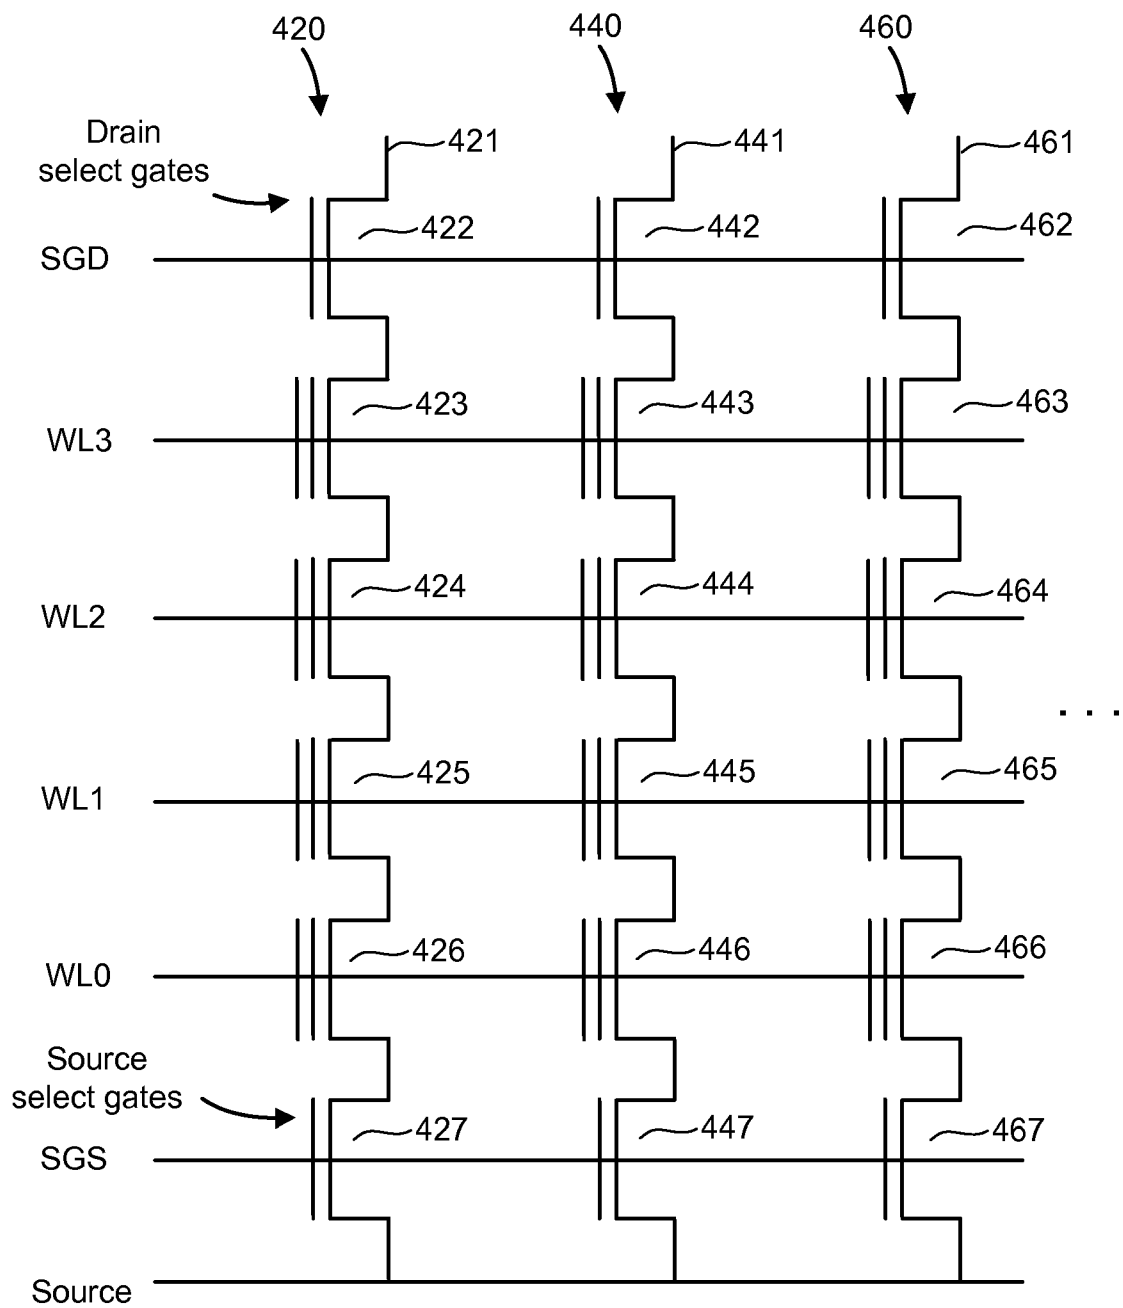 420 440 460
Drain
select gates
421 441 461
422 442 462
SGD
423 443 463
WL3
424 444 464
WL2
. . .
425 445 465
WL1
426 446 466
WL0
Source
select gates
427 447 467
SGS
Source